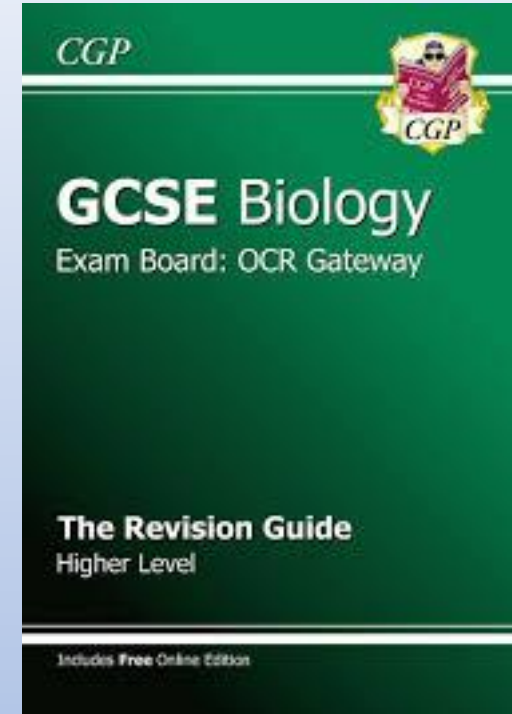 CGP
CGP
GCSE Biology
Exam Board: OCR Gateway
The Revision Guide
Higher Level
Includes Free Online Edition